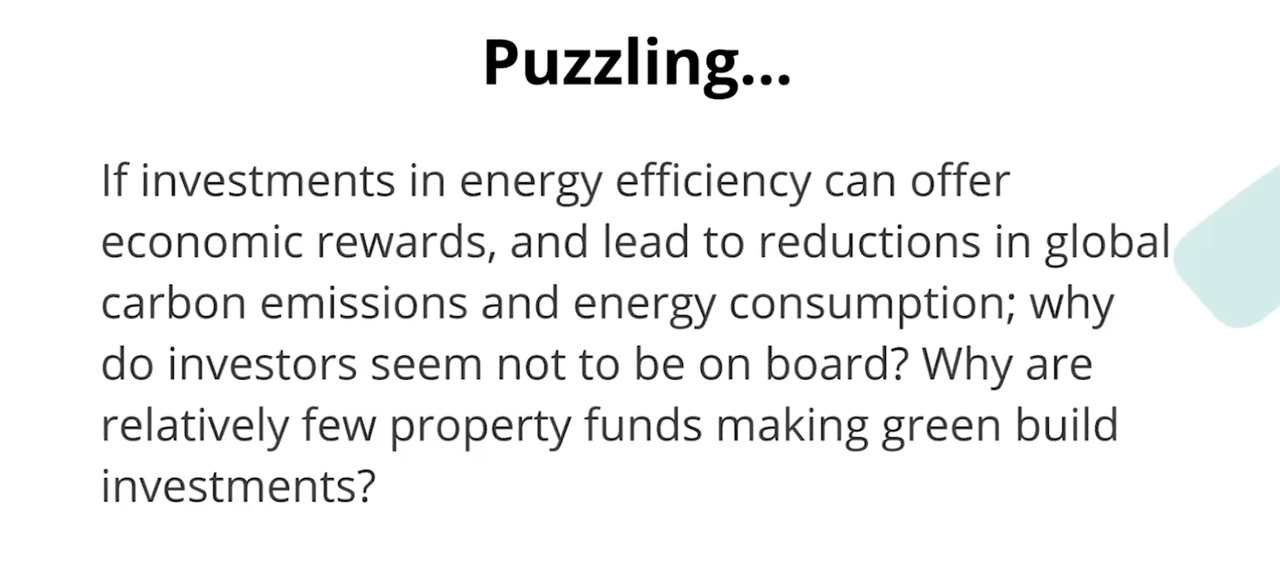 Puzzling...
If investments in energy efficiency can offer
economic rewards, and lead to reductions in global
carbon emissions and energy consumption; why
do investors seem not to be on board? Why are
relatively few property funds making green build
investments?